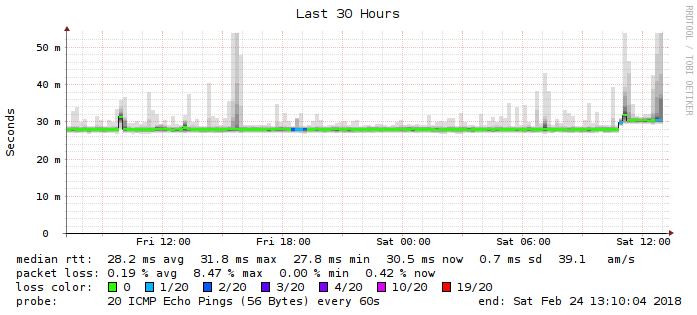 Last 30 Hours
RRDTOOL / TOBI OETIKER
Seconds
50 m
40 m
30 m
20 m
10 m
0
Fri 12:00 Fri 18:00 Sat 00:00 Sat 06:00 Sat 12:00
median rtt: 28.2 ms avg 31.8 ms max 27.8 ms min 30.5 ms now 0.7 ms sd 39.1 am/s
packet loss: 0.19 % avg 8.47 % max 0.00 % min 0.42 % now
loss color: 0 1/20 2/20 3/20 4/20 10/20 19/20
probe: 20 ICMP Echo Pings (56 Bytes) every 60s end: Sat Feb 24 13:10:04 2018